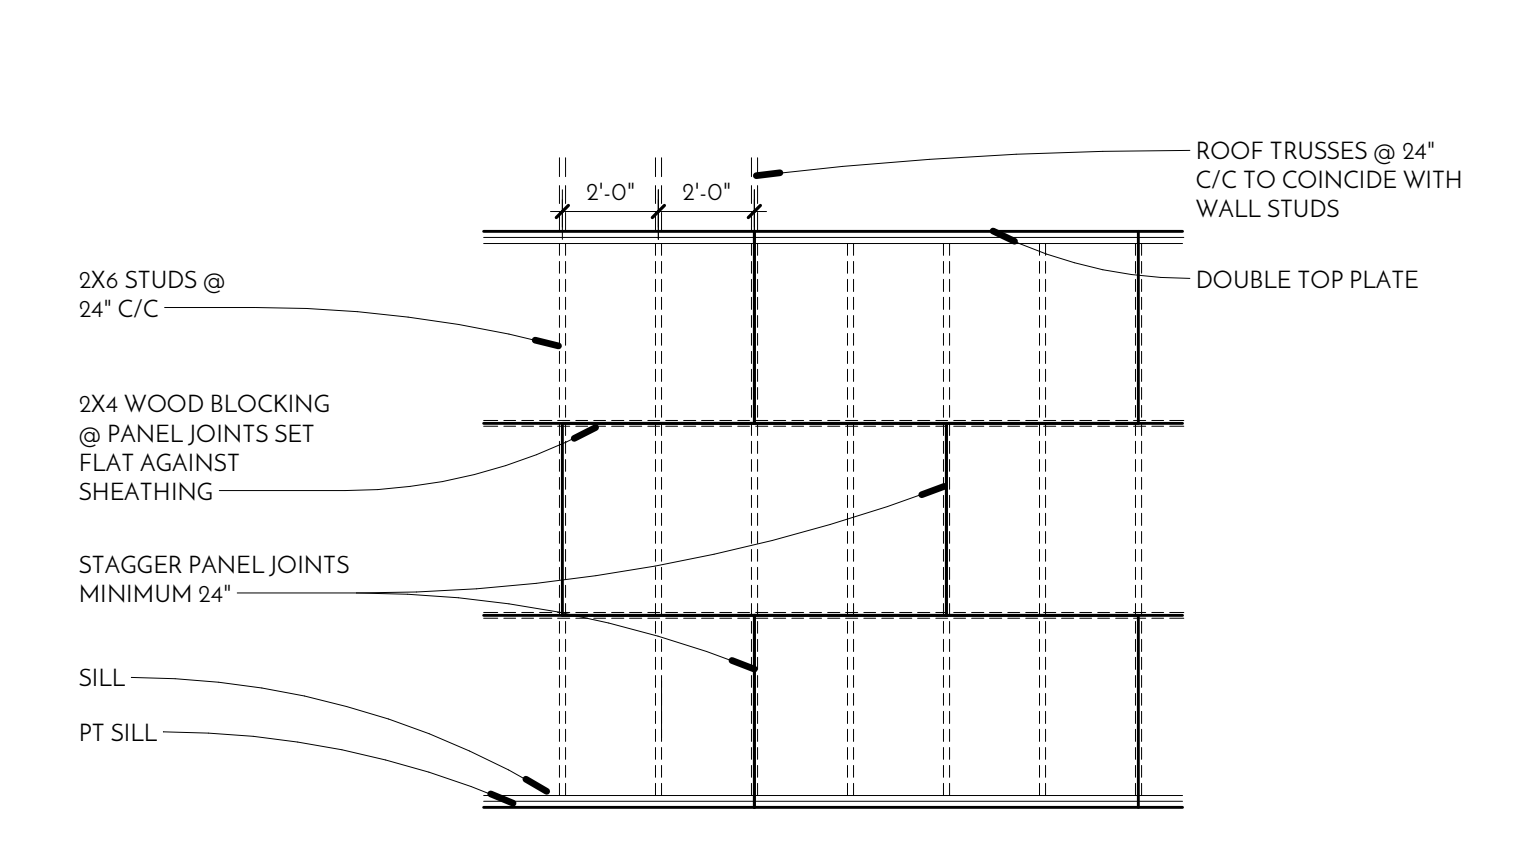 ROOF TRUSSES @ 24"
C/C TO COINCIDE WITH
WALL STUDS
2'-0" 2'-0"
2X6 STUDS @
24" C/C
DOUBLE TOP PLATE
2X4 WOOD BLOCKING
@ PANEL JOINTS SET
FLAT AGAINST
SHEATHING
STAGGER PANEL JOINTS
MINIMUM 24"
SILL
PT SILL